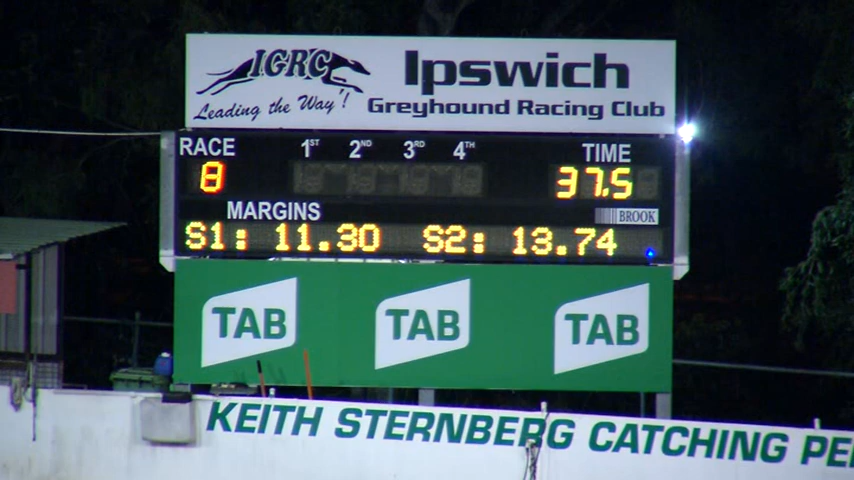 IGRC
Leading the Way!
Ipswich
Greyhound Racing Club
RACE 1ST 2ND 3RD 4TH TIME
8 37.5
MARGINS BROOK
S1: 11.30 S2: 13.74
TAB TAB TAB
KEITH STERNBERG CATCHING PE